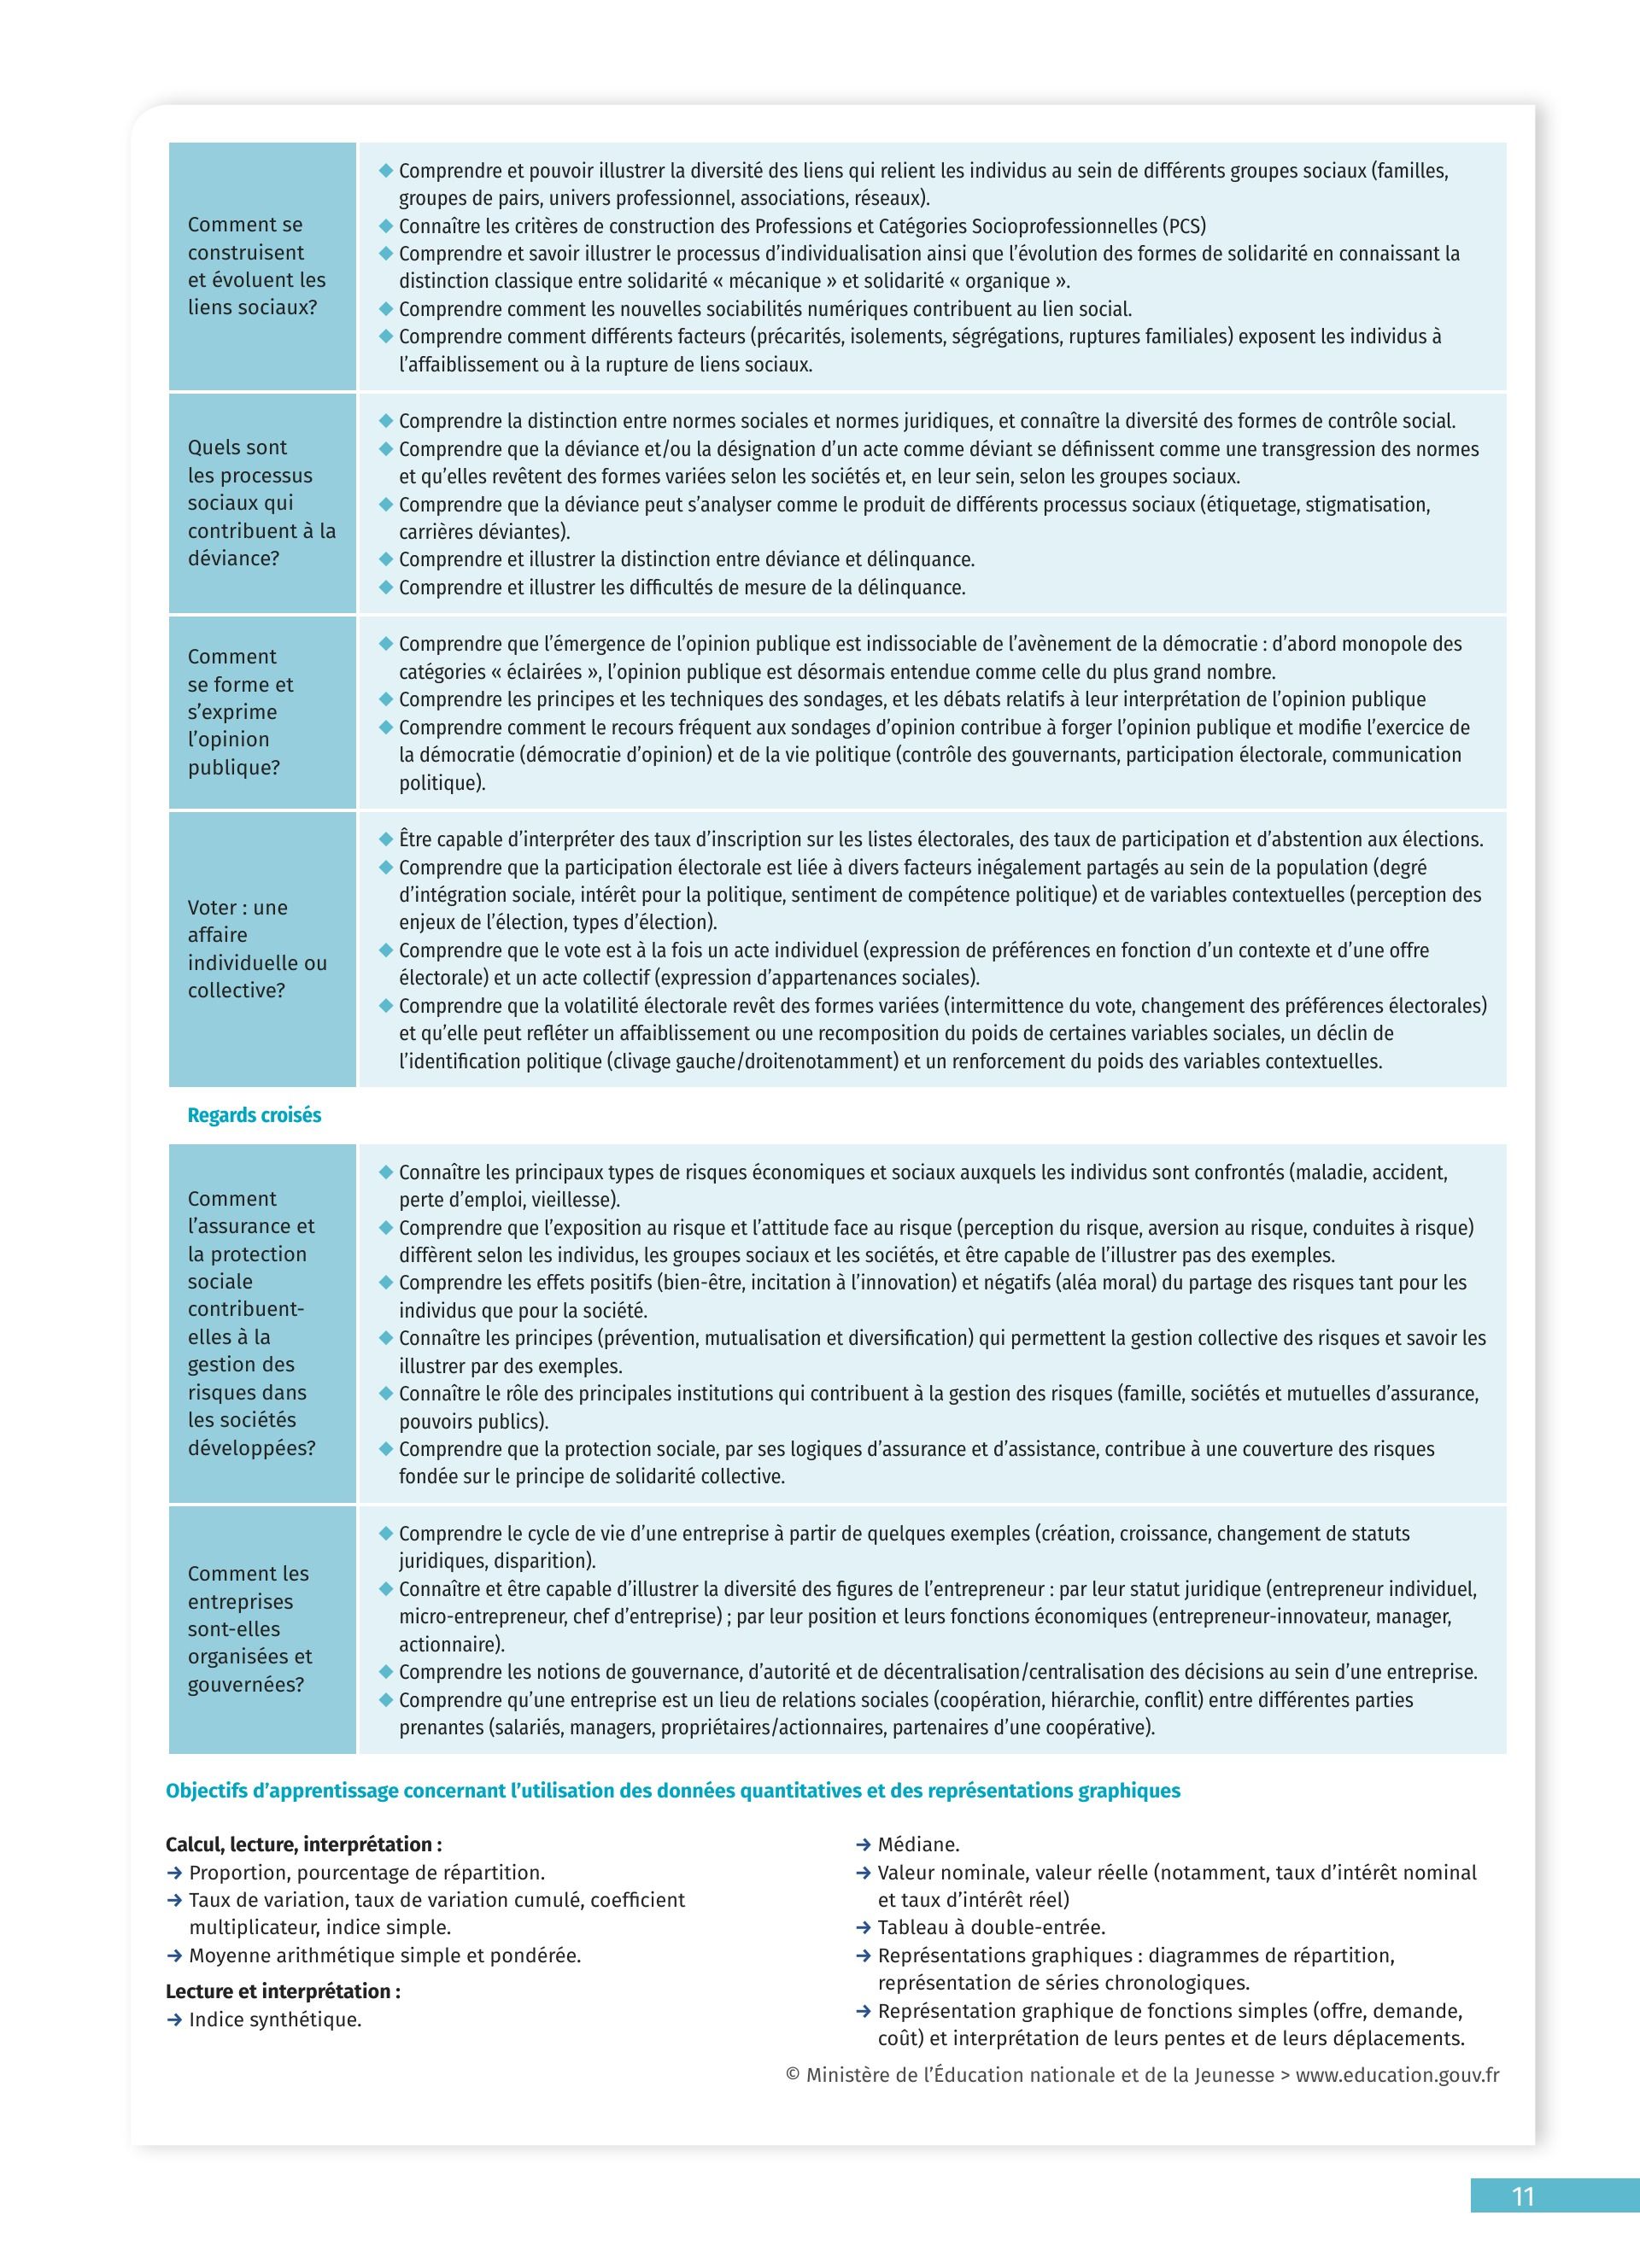 Comment se
construisent
et évoluent les
liens sociaux?
◆ Comprendre et pouvoir illustrer la diversité des liens qui relient les individus au sein de différents groupes sociaux (familles,
groupes de pairs, univers professionnel, associations, réseaux).
◆ Connaître les critères de construction des Professions et Catégories Socioprofessionnelles (PCS)
◆ Comprendre et savoir illustrer le processus d’individualisation ainsi que l’évolution des formes de solidarité en connaissant la
distinction classique entre solidarité « mécanique » et solidarité « organique ».
◆ Comprendre comment les nouvelles sociabilités numériques contribuent au lien social.
◆ Comprendre comment différents facteurs (précarités, isolements, ségrégations, ruptures familiales) exposent les individus à
l’affaiblissement ou à la rupture de liens sociaux.
Quels sont
les processus
sociaux qui
contribuent à la
déviance?
◆ Comprendre la distinction entre normes sociales et normes juridiques, et connaître la diversité des formes de contrôle social.
◆ Comprendre que la déviance et/ou la désignation d’un acte comme déviant se définissent comme une transgression des normes
et qu’elles revêtent des formes variées selon les sociétés et, en leur sein, selon les groupes sociaux.
◆ Comprendre que la déviance peut s’analyser comme le produit de différents processus sociaux (étiquetage, stigmatisation,
carrières déviantes).
◆ Comprendre et illustrer la distinction entre déviance et délinquance.
◆ Comprendre et illustrer les difficultés de mesure de la délinquance.
Comment
se forme et
s’exprime
l’opinion
publique?
◆ Comprendre que l’émergence de l’opinion publique est indissociable de l’avènement de la démocratie : d’abord monopole des
catégories « éclairées », l’opinion publique est désormais entendue comme celle du plus grand nombre.
◆ Comprendre les principes et les techniques des sondages, et les débats relatifs à leur interprétation de l’opinion publique
◆ Comprendre comment le recours fréquent aux sondages d’opinion contribue à forger l’opinion publique et modifie l’exercice de
la démocratie (démocratie d’opinion) et de la vie politique (contrôle des gouvernants, participation électorale, communication
politique).
Voter : une
affaire
individuelle ou
collective?
◆ Être capable d’interpréter des taux d’inscription sur les listes électorales, des taux de participation et d’abstention aux élections.
◆ Comprendre que la participation électorale est liée à divers facteurs inégalement partagés au sein de la population (degré
d’intégration sociale, intérêt pour la politique, sentiment de compétence politique) et de variables contextuelles (perception des
enjeux de l’élection, types d’élection).
◆ Comprendre que le vote est à la fois un acte individuel (expression de préférences en fonction d’un contexte et d’une offre
électorale) et un acte collectif (expression d’appartenances sociales).
◆ Comprendre que la volatilité électorale revêt des formes variées (intermittence du vote, changement des préférences électorales)
et qu’elle peut refléter un affaiblissement ou une recomposition du poids de certaines variables sociales, un déclin de
l’identification politique (clivage gauche/droitenotamment) et un renforcement du poids des variables contextuelles.
Regards croisés
Comment
l’assurance et
la protection
sociale
contribuent-
elles à la
gestion des
risques dans
les sociétés
développées?
◆ Connaître les principaux types de risques économiques et sociaux auxquels les individus sont confrontés (maladie, accident,
perte d’emploi, vieillesse).
◆ Comprendre que l’exposition au risque et l’attitude face au risque (perception du risque, aversion au risque, conduites à risque)
diffèrent selon les individus, les groupes sociaux et les sociétés, et être capable de l’illustrer pas des exemples.
◆ Comprendre les effets positifs (bien-être, incitation à l’innovation) et négatifs (aléa moral) du partage des risques tant pour les
individus que pour la société.
◆ Connaître les principes (prévention, mutualisation et diversification) qui permettent la gestion collective des risques et savoir les
illustrer par des exemples.
◆ Connaître le rôle des principales institutions qui contribuent à la gestion des risques (famille, sociétés et mutuelles d’assurance,
pouvoirs publics).
◆ Comprendre que la protection sociale, par ses logiques d’assurance et d’assistance, contribue à une couverture des risques
fondée sur le principe de solidarité collective.
Comment les
entreprises
sont-elles
organisées et
gouvernées?
◆ Comprendre le cycle de vie d’une entreprise à partir de quelques exemples (création, croissance, changement de statuts
juridiques, disparition).
◆ Connaître et être capable d’illustrer la diversité des figures de l’entrepreneur : par leur statut juridique (entrepreneur individuel,
micro-entrepreneur, chef d’entreprise) ; par leur position et leurs fonctions économiques (entrepreneur-innovateur, manager,
actionnaire).
◆ Comprendre les notions de gouvernance, d’autorité et de décentralisation/centralisation des décisions au sein d’une entreprise.
◆ Comprendre qu’une entreprise est un lieu de relations sociales (coopération, hiérarchie, conflit) entre différentes parties
prenantes (salariés, managers, propriétaires/actionnaires, partenaires d’une coopérative).
Objectifs d’apprentissage concernant l’utilisation des données quantitatives et des représentations graphiques
Calcul, lecture, interprétation :
→ Proportion, pourcentage de répartition.
→ Taux de variation, taux de variation cumulé, coefficient
multiplicateur, indice simple.
→ Moyenne arithmétique simple et pondérée.
Lecture et interprétation :
→ Indice synthétique.
→ Médiane.
→ Valeur nominale, valeur réelle (notamment, taux d’intérêt nominal
et taux d’intérêt réel)
→ Tableau à double-entrée.
→ Représentations graphiques : diagrammes de répartition,
représentation de séries chronologiques.
→ Représentation graphique de fonctions simples (offre, demande,
coût) et interprétation de leurs pentes et de leurs déplacements.
© Ministère de l’Éducation nationale et de la Jeunesse > www.education.gouv.fr
11